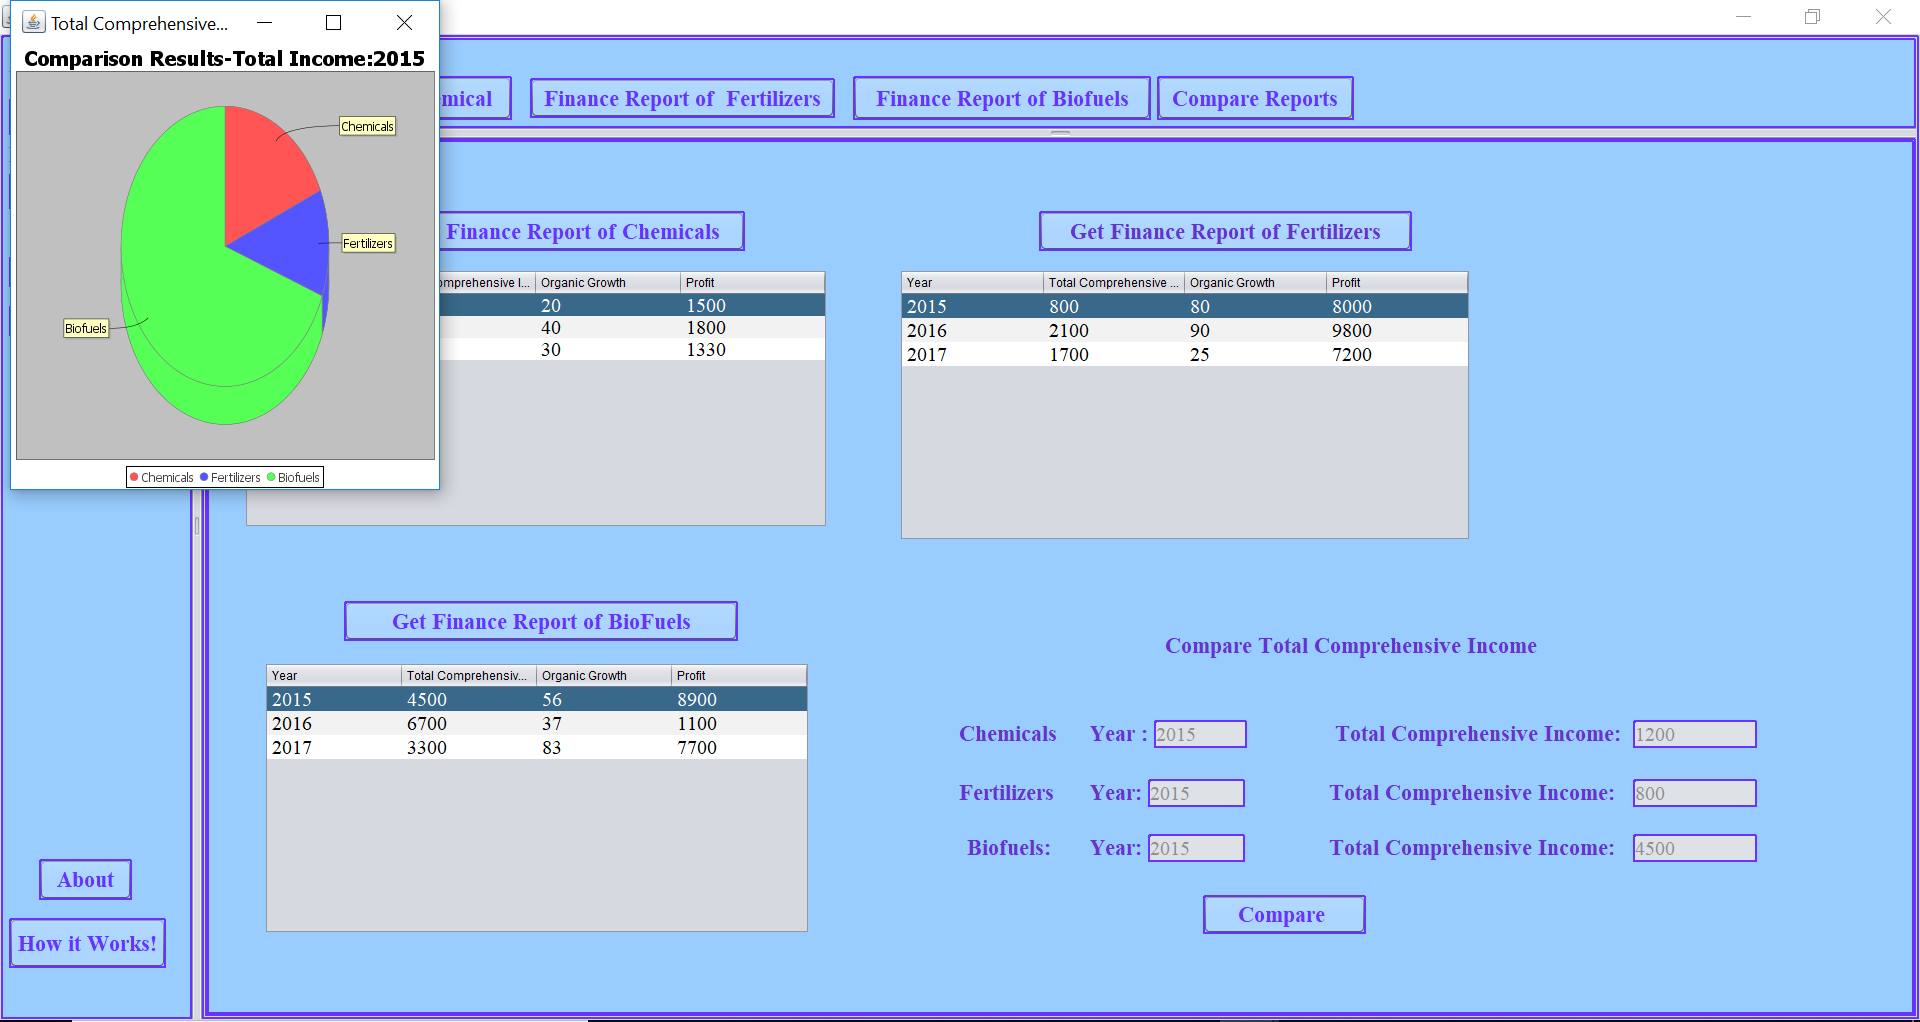 Total Comprehensive...
Comparison Results-Total Income:2015
Chemicals
Fertilizers
Biofuels
Chemicals Fertilizers Biofuels
Finance Report of Fertilizers
Finance Report of Biofuels
Compare Reports
Finance Report of Chemicals
Organic Growth Profit
20 1500
40 1800
30 1330
Get Finance Report of Fertilizers
Year Total Comprehensive ... Organic Growth Profit
2015 800 80 8000
2016 2100 90 9800
2017 1700 25 7200
Get Finance Report of BioFuels
Year Total Comprehensiv... Organic Growth Profit
2015 4500 56 8900
2016 6700 37 1100
2017 3300 83 7700
Compare Total Comprehensive Income
Chemicals Year : 2015 Total Comprehensive Income: 1200
Fertilizers Year: 2015 Total Comprehensive Income: 800
Biofuels: Year: 2015 Total Comprehensive Income: 4500
Compare
About
How it Works!